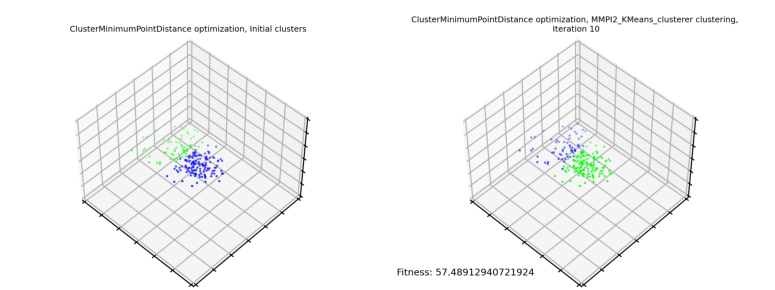 ClusterMinimumPointDistance optimization, Initial clusters
ClusterMinimumPointDistance optimization, MMPI2_KMeans_clusterer clustering,
Iteration 10
Fitness: 57.48912940721924